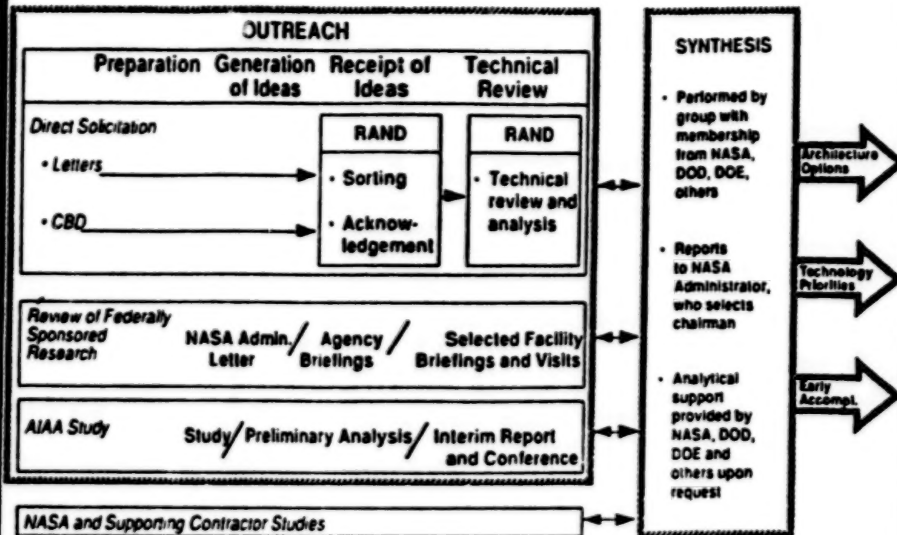 OUTREACH
Preparation Generation of Ideas Receipt of Ideas Technical Review
Direct Solicitation
• Letters
• CBD
RAND
• Sorting
• Acknow-
ledgement
RAND
• Technical
review and
analysis
Review of Federally
Sponsored
Research
NASA Admin. / Agency / Selected Facility
Letter Briefings Briefings and Visits
AIAA Study
Study / Preliminary Analysis / Interim Report
and Conference
NASA and Supporting Contractor Studies
SYNTHESIS
• Performed by
group with
membership
from NASA,
DOD, DOE,
others
• Reports
to NASA
Administrator,
who selects
chairman
• Analytical
support
provided by
NASA, DOD,
DOE and
others upon
request
Architecture
Options
Technology
Priorities
Early
Accompl.